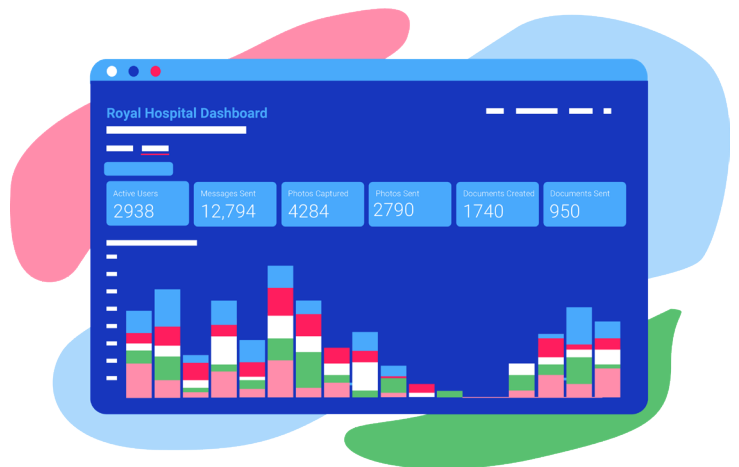 Royal Hospital Dashboard
Active Users
2938
Messages Sent
12,794
Photos Captured
4284
Photos Sent
2790
Documents Created
1740
Documents Sent
950